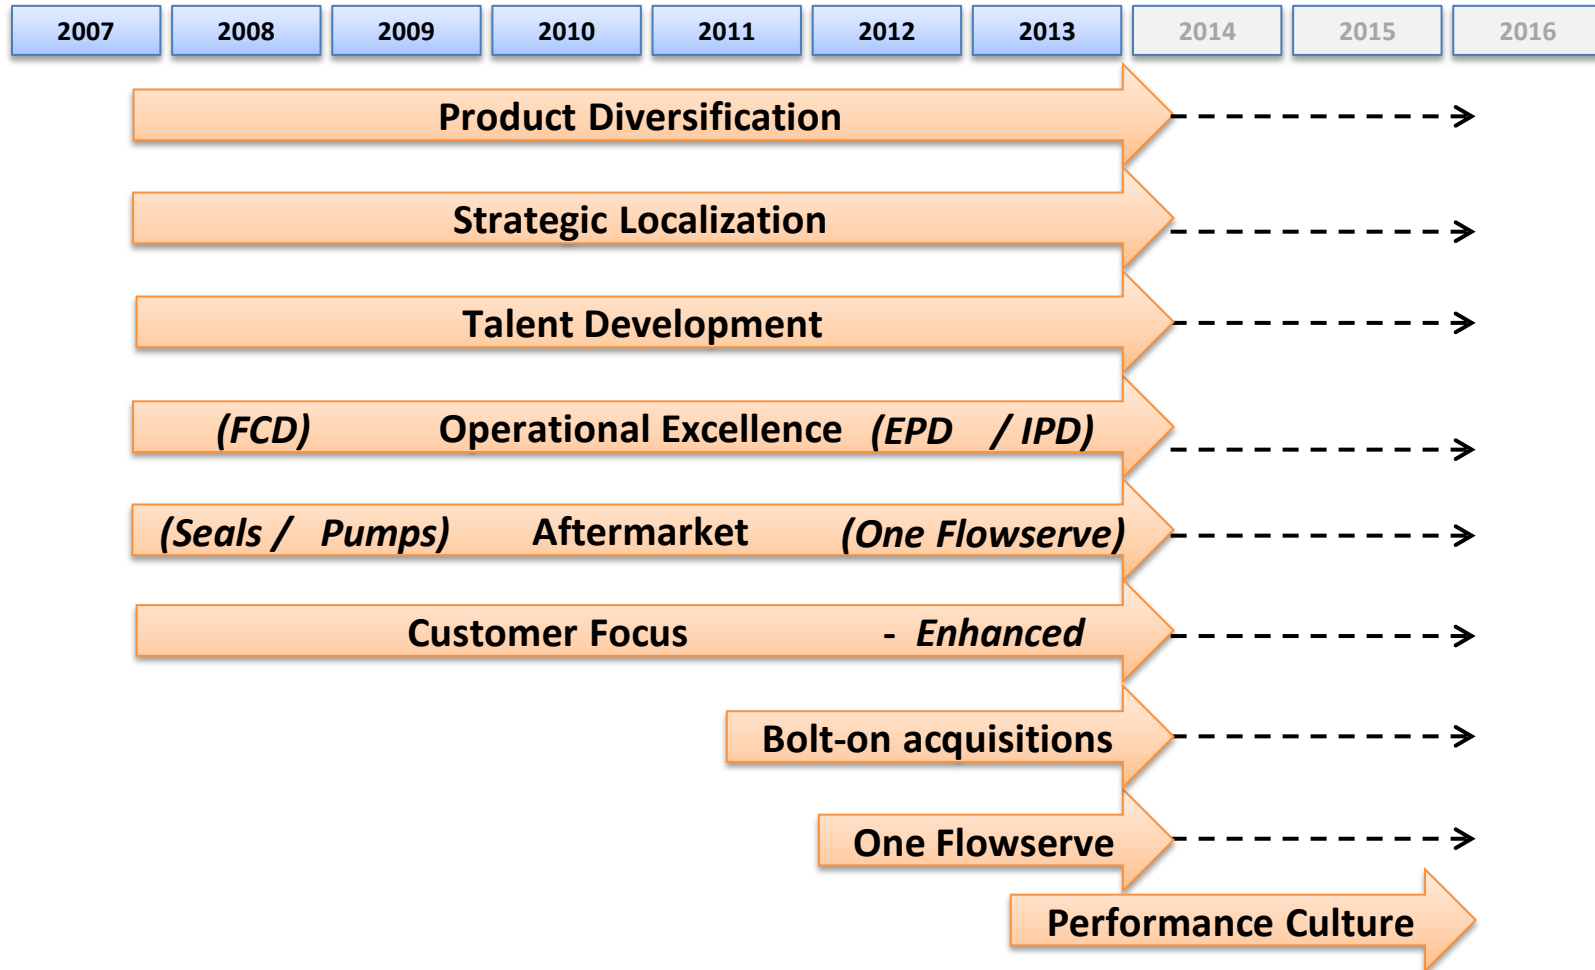 2007 2008 2009 2010 2011 2012 2013 2014 2015 2016
Product Diversification
Strategic Localization
Talent Development
(FCD) Operational Excellence (EPD / IPD)
(Seals / Pumps) Aftermarket (One Flowserve)
Customer Focus - Enhanced
Bolt-on acquisitions
One Flowserve
Performance Culture